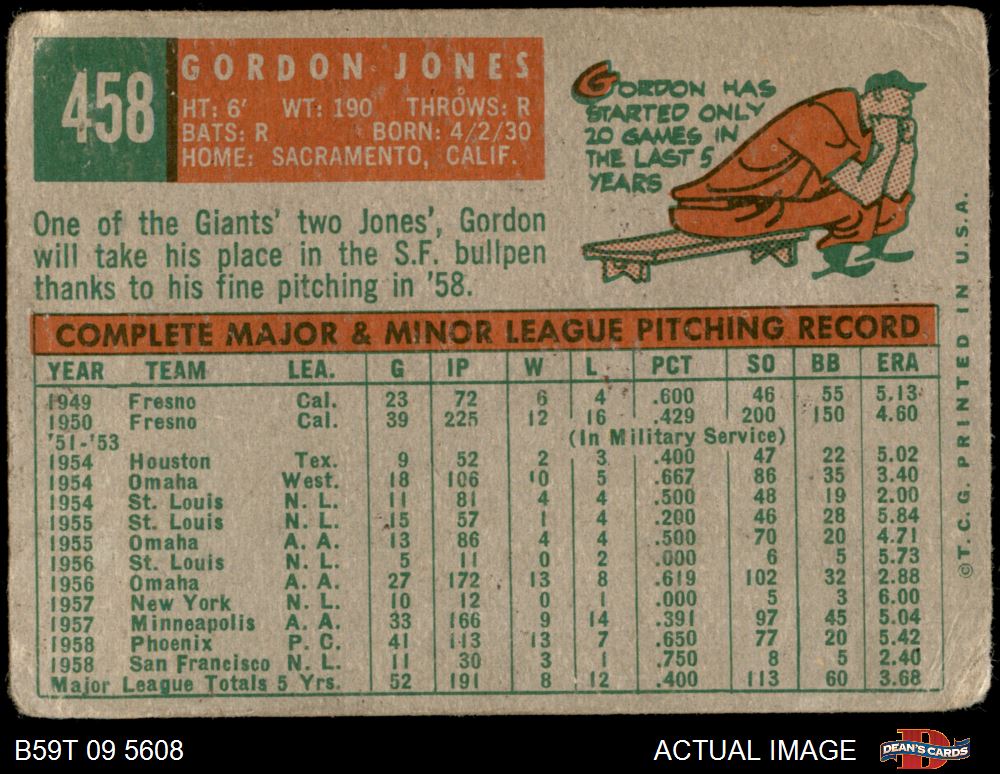 458
GORDON JONES
HT: 6' WT: 190 THROWS: R
BATS: R BORN: 4/2/30
HOME: SACRAMENTO, CALIF.
GORDON HAS
STARTED ONLY
20 GAMES IN
THE LAST 5
YEARS
One of the Giants' two Jones', Gordon
will take his place in the S.F. bullpen
thanks to his fine pitching in '58.
COMPLETE MAJOR & MINOR LEAGUE PITCHING RECORD
YEAR TEAM LEA. G IP W L PCT SO BB ERA
1949 Fresno Cal. 23 72 6 4 .600 46 55 5.13
1950 Fresno Cal. 39 225 12 16 .429 200 150 4.60
'51-'53 (In Military Service)
1954 Houston Tex. 9 52 2 3 .400 47 22 5.02
1954 Omaha West. 18 106 10 5 .667 86 35 3.40
1954 St. Louis N. L. 11 81 4 4 .500 48 19 2.00
1955 St. Louis N. L. 15 57 1 4 .200 46 28 5.84
1955 Omaha A. A. 13 86 4 4 .500 70 20 4.71
1956 St. Louis N. L. 5 11 0 2 .000 6 5 5.73
1956 Omaha A. A. 27 172 13 8 .619 102 32 2.88
1957 New York N. L. 10 12 0 1 .000 5 3 6.00
1957 Minneapolis A. A. 33 166 9 14 .391 97 45 5.04
1958 Phoenix P. C. 41 113 13 7 .650 77 20 5.42
1958 San Francisco N. L. 11 30 3 1 .750 8 5 2.40
Major League Totals 5 Yrs. 52 191 8 12 .400 113 60 3.68
©T.C.G. PRINTED IN U.S.A.
B59T 09 5608
ACTUAL IMAGE
DEAN'S CARDS